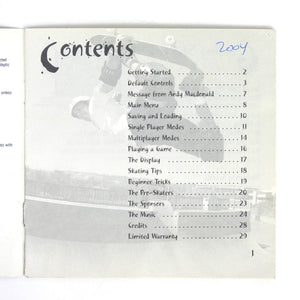 Contents
2004
Getting Started . . . . . . . . . . . . . . 2
Default Controls . . . . . . . . . . . . . 3
Message from Andy Macdonald . . . . 7
Main Menu . . . . . . . . . . . . . . . . 8
Saving and Loading . . . . . . . . . . 10
Single Player Modes . . . . . . . . . . 11
Multiplayer Modes . . . . . . . . . . . 14
Playing a Game . . . . . . . . . . . . . 16
The Display . . . . . . . . . . . . . . . 17
Skating Tips . . . . . . . . . . . . . . . 18
Beginner Tricks . . . . . . . . . . . . . 19
The Pro-Skaters . . . . . . . . . . . . 20
The Sponsors . . . . . . . . . . . . . . 23
The Music . . . . . . . . . . . . . . . . 24
Credits . . . . . . . . . . . . . . . . . . 28
Limited Warranty . . . . . . . . . . . . 29
1